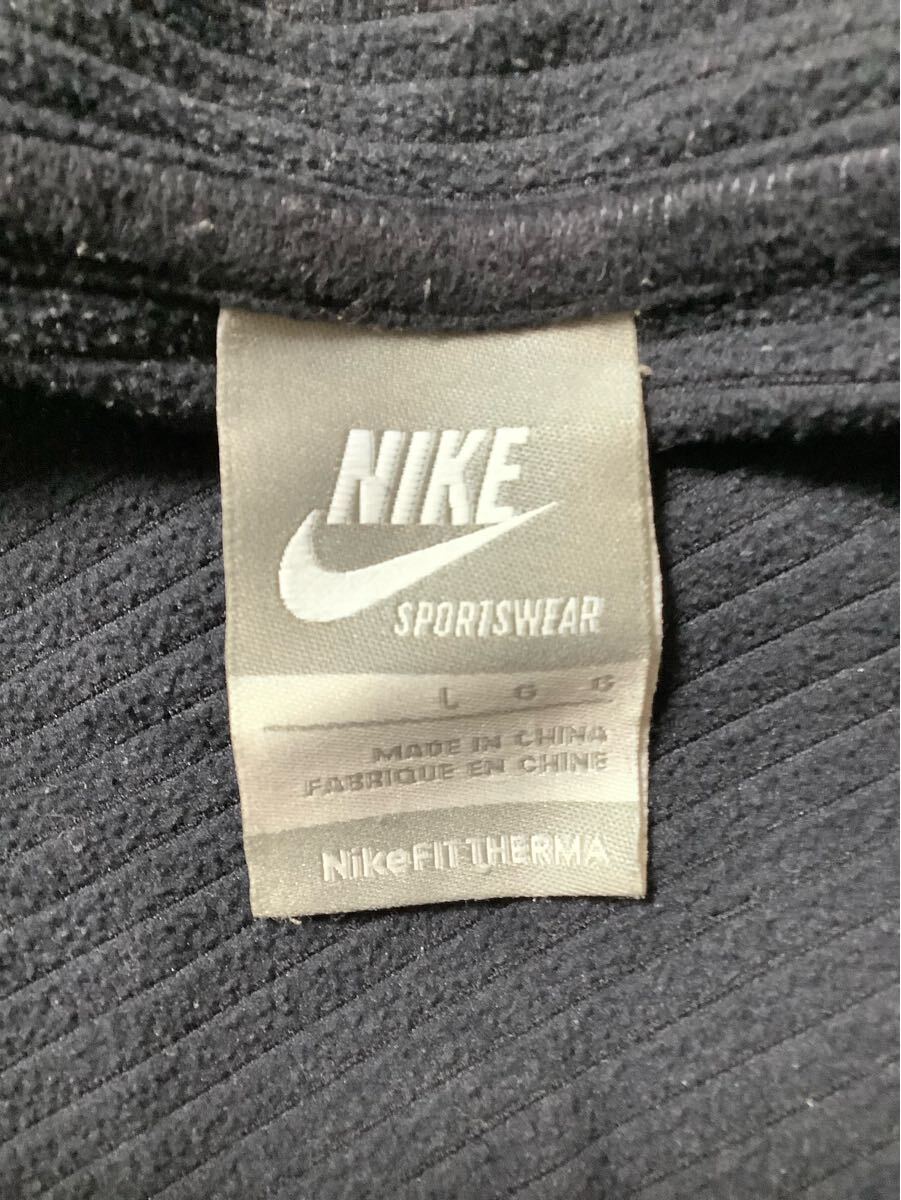 NIKE
SPORTSWEAR
L G G
MADE IN CHINA
FABRIQUE EN CHINE
NikeFIT THERMA